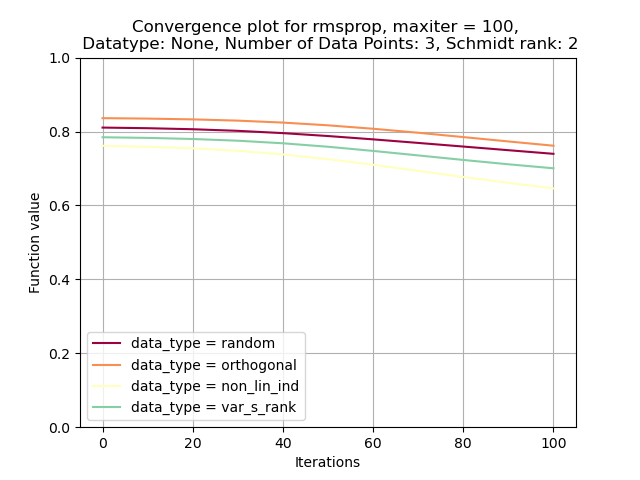 Convergence plot for rmsprop, maxiter = 100,
Datatype: None, Number of Data Points: 3, Schmidt rank: 2
Function value
1.0
0.8
0.6
0.4
0.2
0.0
data_type = random
data_type = orthogonal
data_type = non_lin_ind
data_type = var_s_rank
0 20 40 60 80 100
Iterations